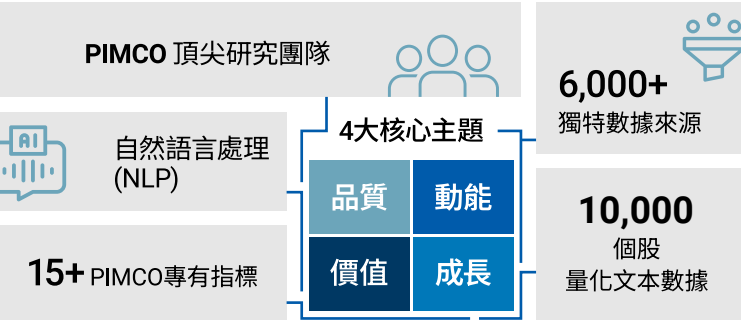 PIMCO 頂尖研究團隊
6,000+
獨特數據來源
AI
自然語言處理
(NLP)
4大核心主題
品質
動能
價值
成長
15+ PIMCO專有指標
10,000
個股
量化文本數據